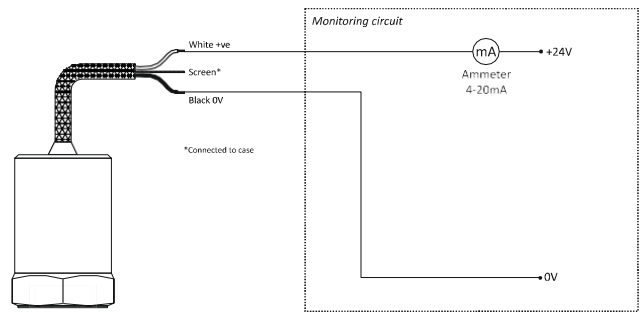 Monitoring circuit
White +ve
mA
+24V
Screen*
Ammeter
4-20mA
Black 0V
*Connected to case
0V